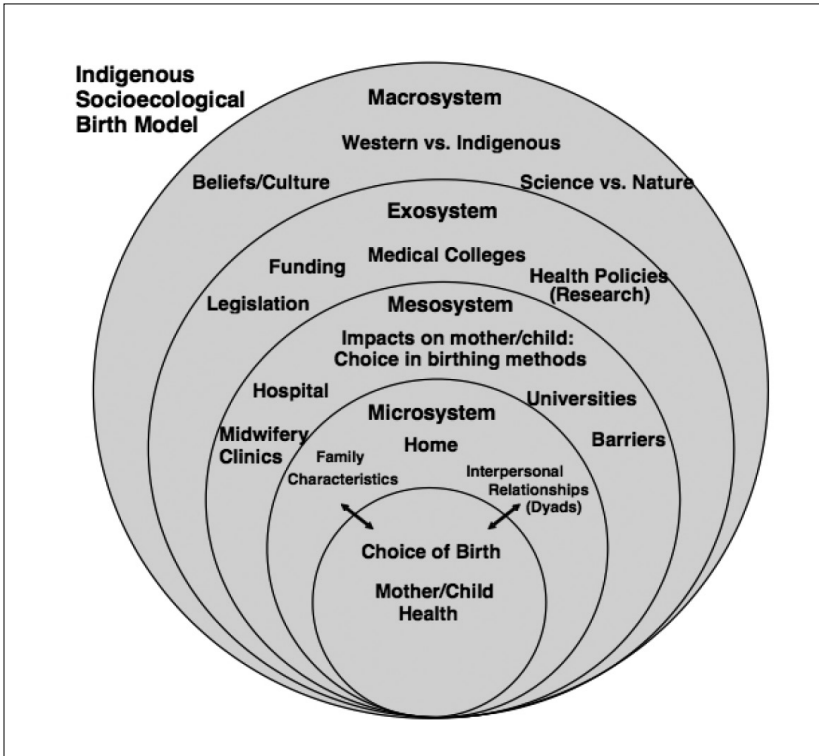 Indigenous
Socioecological
Birth Model
Macrosystem
Western vs. Indigenous
Beliefs/Culture
Science vs. Nature
Exosystem
Medical Colleges
Funding
Health Policies
(Research)
Legislation
Mesosystem
Impacts on mother/child:
Choice in birthing methods
Hospital
Universities
Microsystem
Midwifery
Clinics
Barriers
Home
Family
Characteristics
Interpersonal
Relationships
(Dyads)
Choice of Birth
Mother/Child
Health